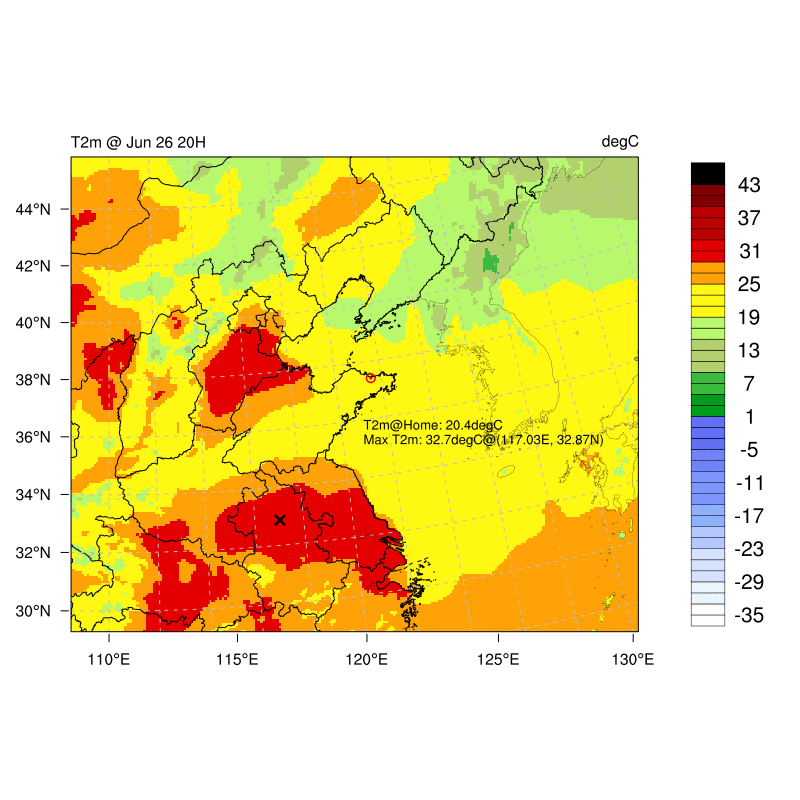 T2m @ Jun 26 20H
degC
44°N
42°N
40°N
38°N
36°N
34°N
32°N
30°N
110°E
115°E
120°E
125°E
130°E
T2m@Home: 20.4degC
Max T2m: 32.7degC@(117.03E, 32.87N)
43
37
31
25
19
13
7
1
-5
-11
-17
-23
-29
-35